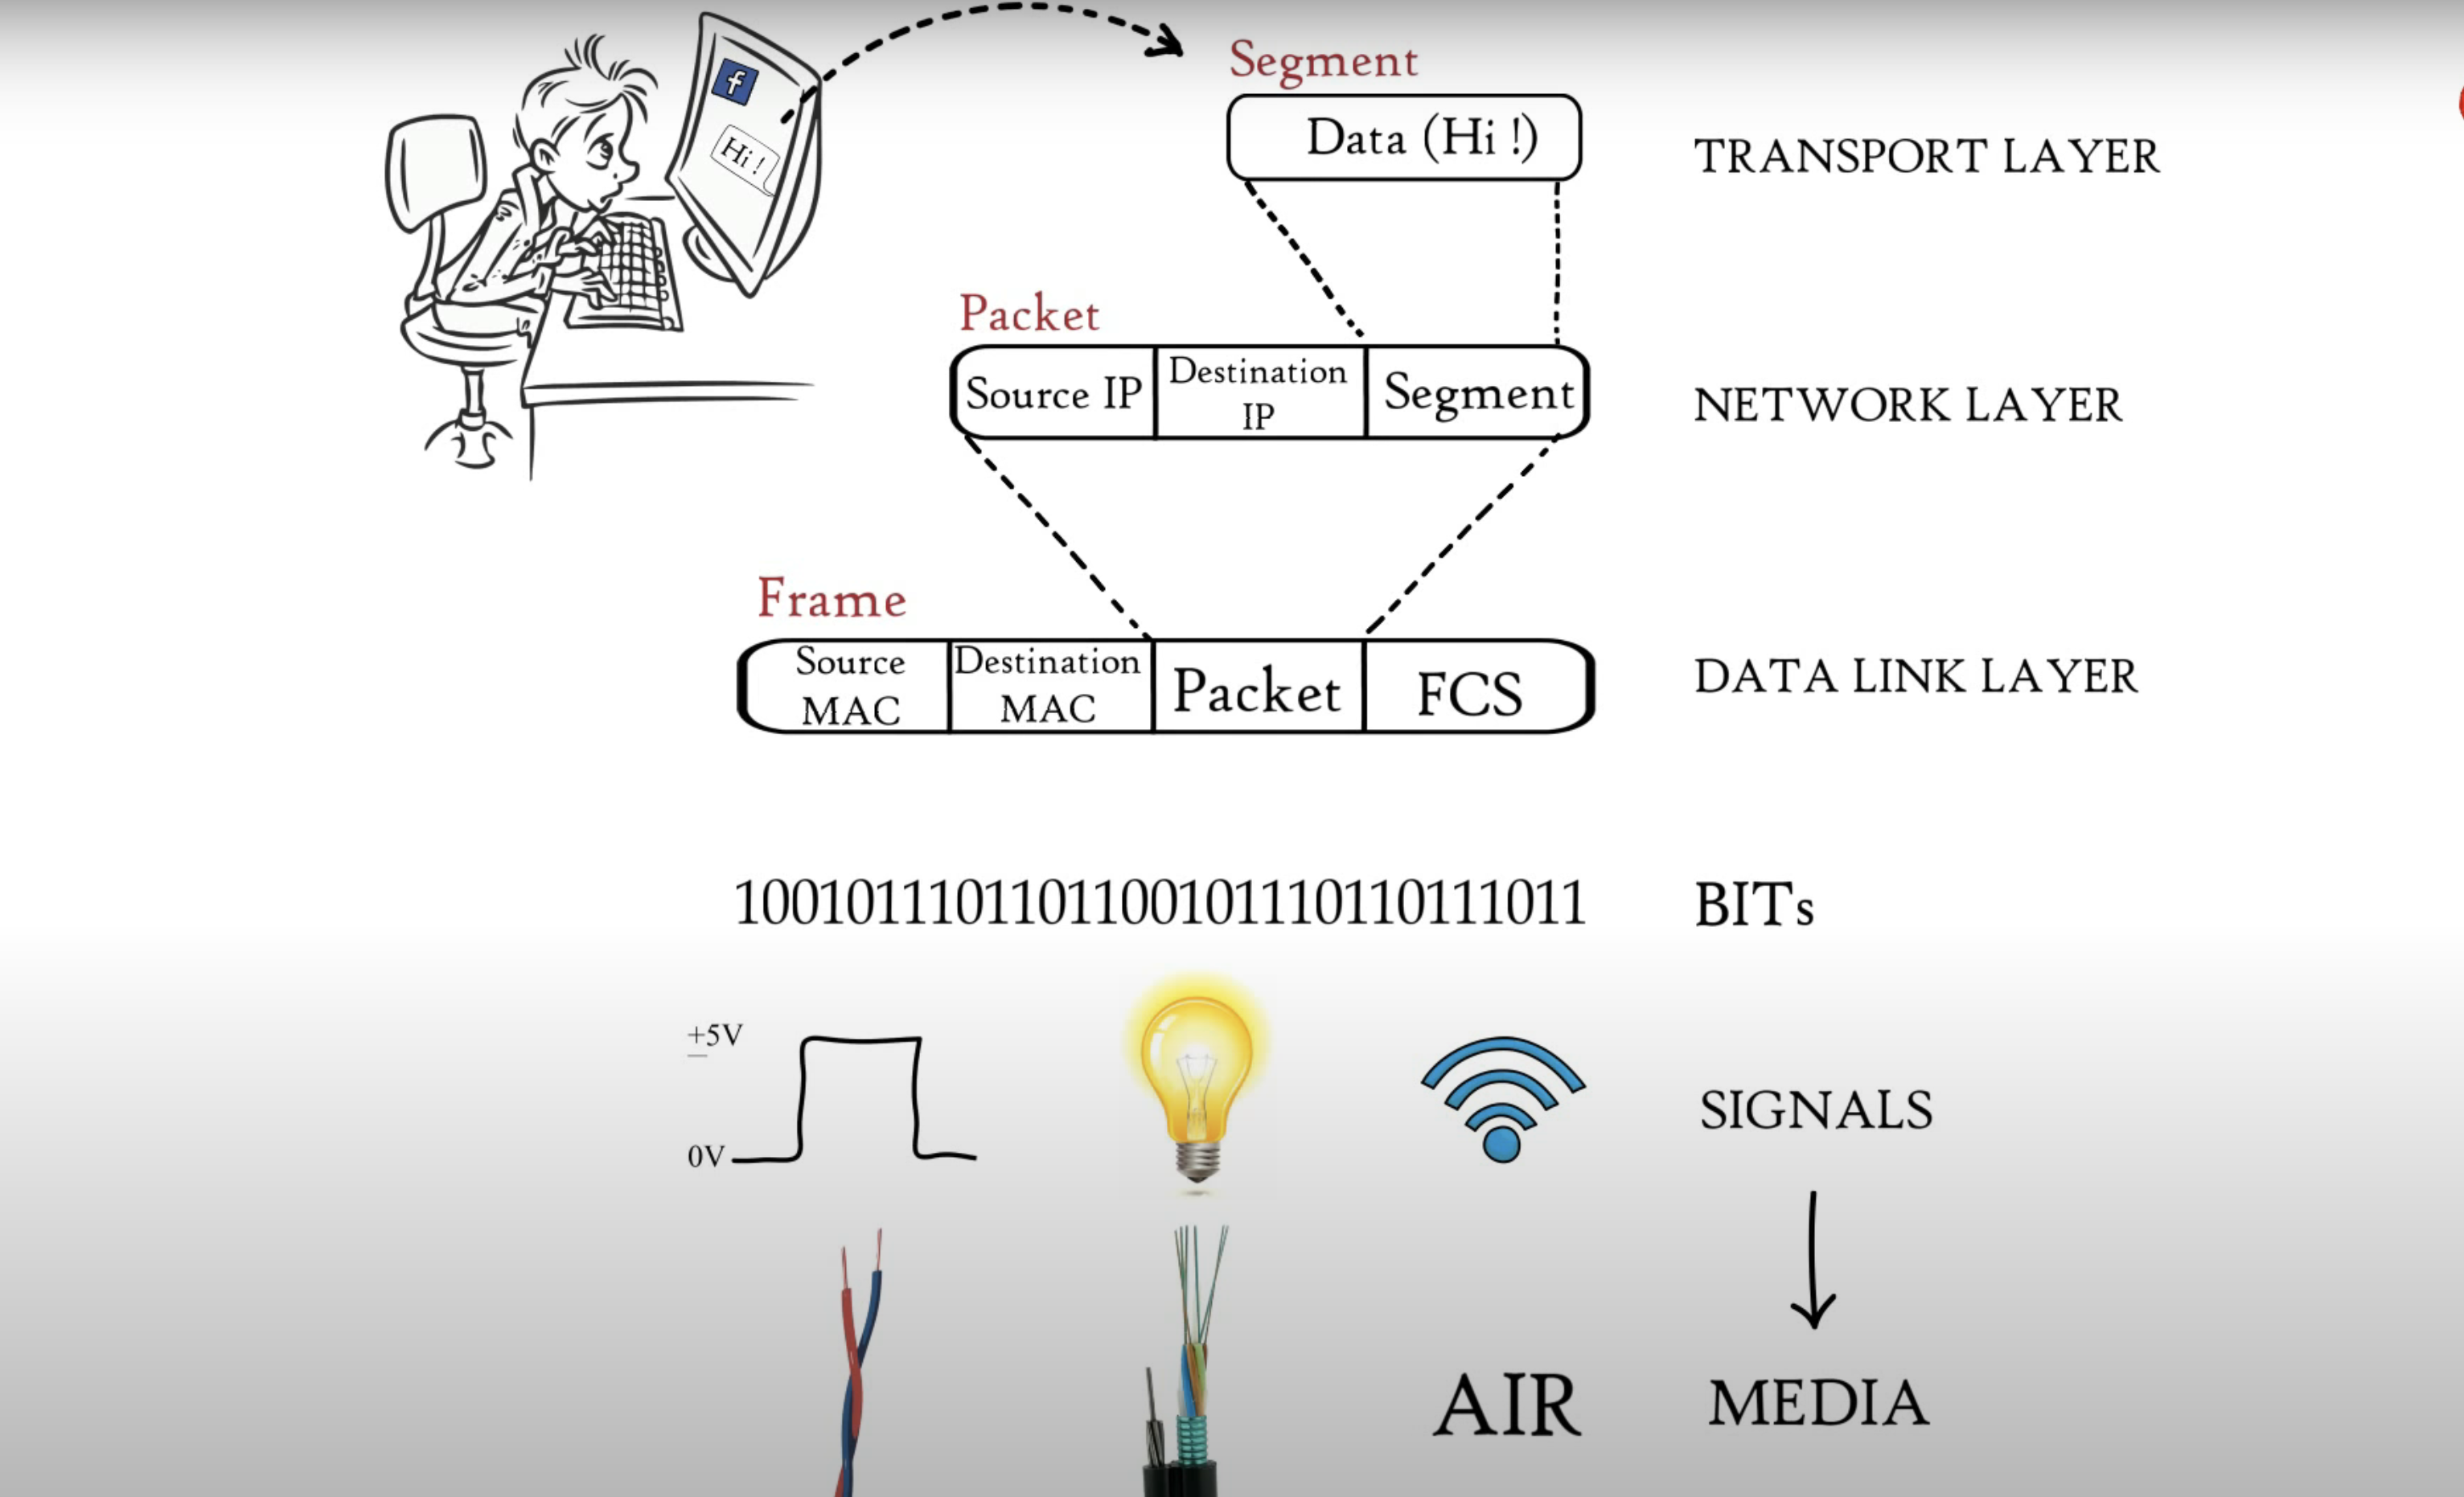 f
Hi !
Segment
Data (Hi !)
TRANSPORT LAYER
Packet
Source IP
Destination
IP
Segment
NETWORK LAYER
Frame
Source
MAC
Destination
MAC
Packet
FCS
DATA LINK LAYER
1001011101101100101110110111011
BITs
+5V
0V
SIGNALS
AIR
MEDIA